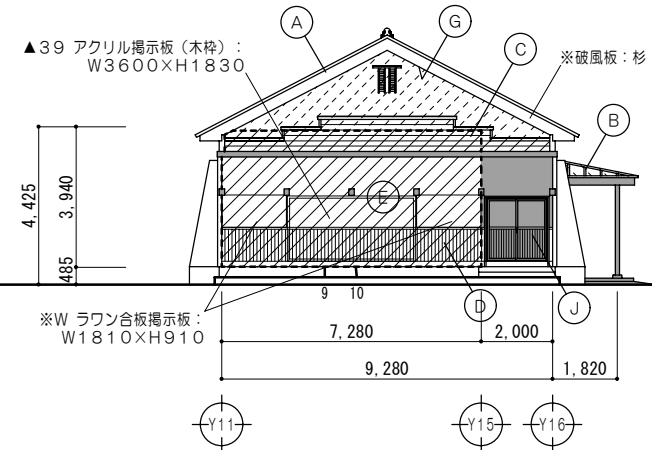 ▲39 アクリル掲示板（木枠）：
W3600×H1830
A
G
C
※破風板：杉
B
4,425
3,940
485
E
9 10
D
J
※W ラワン合板掲示板：
W1810×H910
7,280
2,000
9,280
1,820
Y11
Y15
Y16